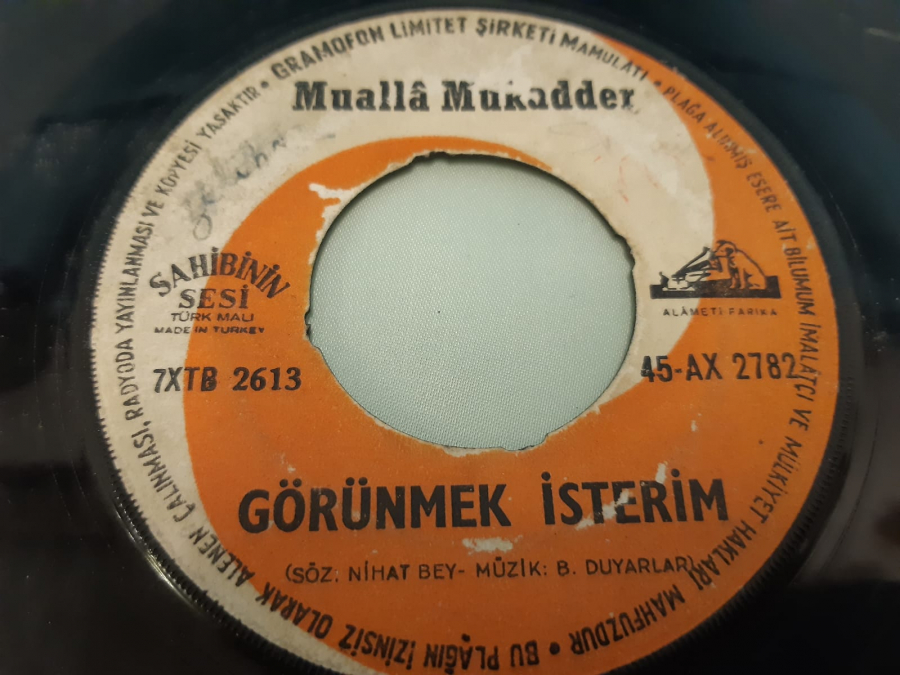 GRAMOFON LİMİTET ŞİRKETİ MAMULATI • PLAĞA ALINMIŞ ESERE AİT BİLUMUM İMALATÇI VE MÜLKİYET HAKLARI MAHFUZDUR • BU PLAĞIN İZİNSİZ OLARAK ALENEN ÇALINMASI, RADYODA YAYINLANMASI VE KOPYESİ YASAKTIR •
Muallâ Mukadder
SAHİBİNİN
SESİ
TÜRK MALI
MADE IN TURKEY
ALÂMETİ FARİKA
7XTB 2613
45-AX 2782
GÖRÜNMEK İSTERİM
(SÖZ: NİHAT BEY- MÜZİK: B. DUYARLAR)